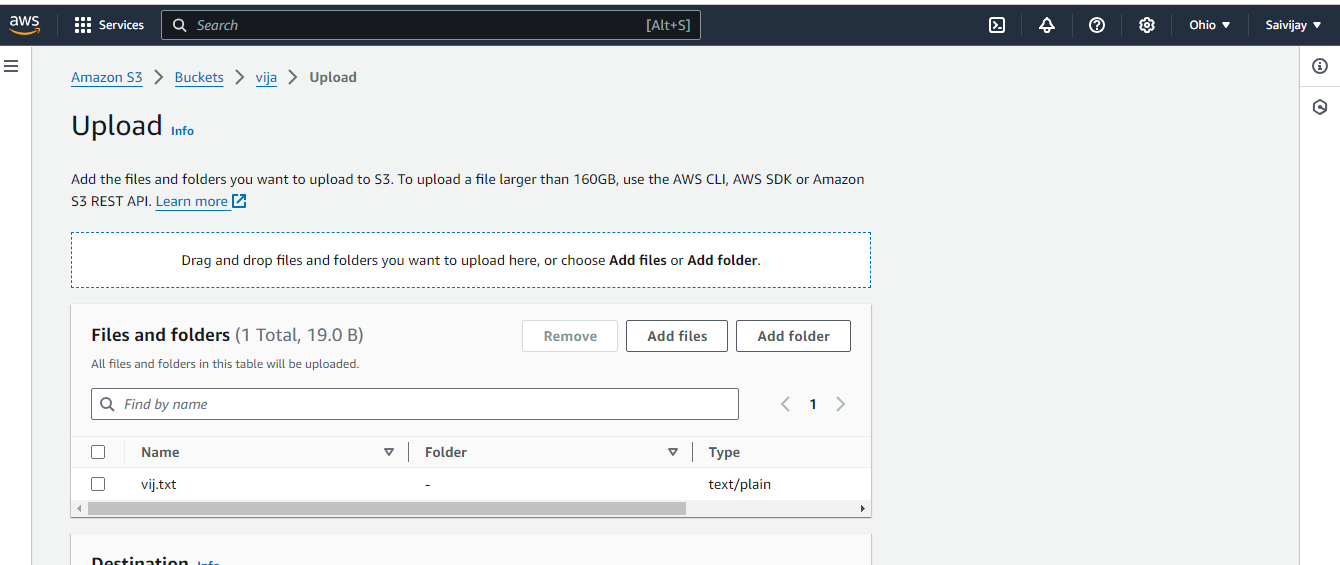 aws Services Search [Alt+S] Ohio Saivijay
Amazon S3 Buckets vija Upload
Upload Info
Add the files and folders you want to upload to S3. To upload a file larger than 160GB, use the AWS CLI, AWS SDK or Amazon
S3 REST API. Learn more
Drag and drop files and folders you want to upload here, or choose Add files or Add folder.
Files and folders (1 Total, 19.0 B) Remove Add files Add folder
All files and folders in this table will be uploaded.
Find by name 1
Name Folder Type
vij.txt - text/plain
Destination Info